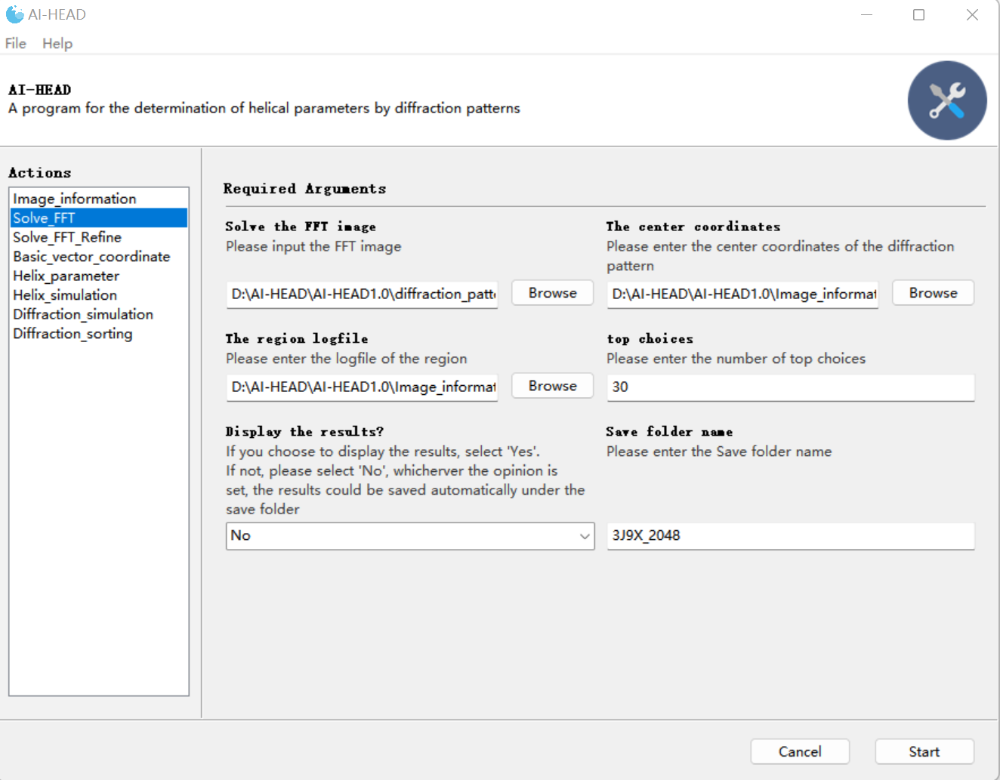 AI-HEAD
File Help
AI-HEAD
A program for the determination of helical parameters by diffraction patterns
Actions
Image_information
Solve_FFT
Solve_FFT_Refine
Basic_vector_coordinate
Helix_parameter
Helix_simulation
Diffraction_simulation
Diffraction_sorting
Required Arguments
Solve the FFT image
Please input the FFT image
D:\AI-HEAD\AI-HEAD1.0\diffraction_patt
Browse
The center coordinates
Please enter the center coordinates of the diffraction
pattern
D:\AI-HEAD\AI-HEAD1.0\Image_informat
Browse
The region logfile
Please enter the logfile of the region
D:\AI-HEAD\AI-HEAD1.0\Image_informat
Browse
top choices
Please enter the number of top choices
30
Display the results?
If you choose to display the results, select 'Yes'.
If not, please select 'No', whicherver the opinion is
set, the results could be saved automatically under the
save folder
No
Save folder name
Please enter the Save folder name
3J9X_2048
Cancel
Start